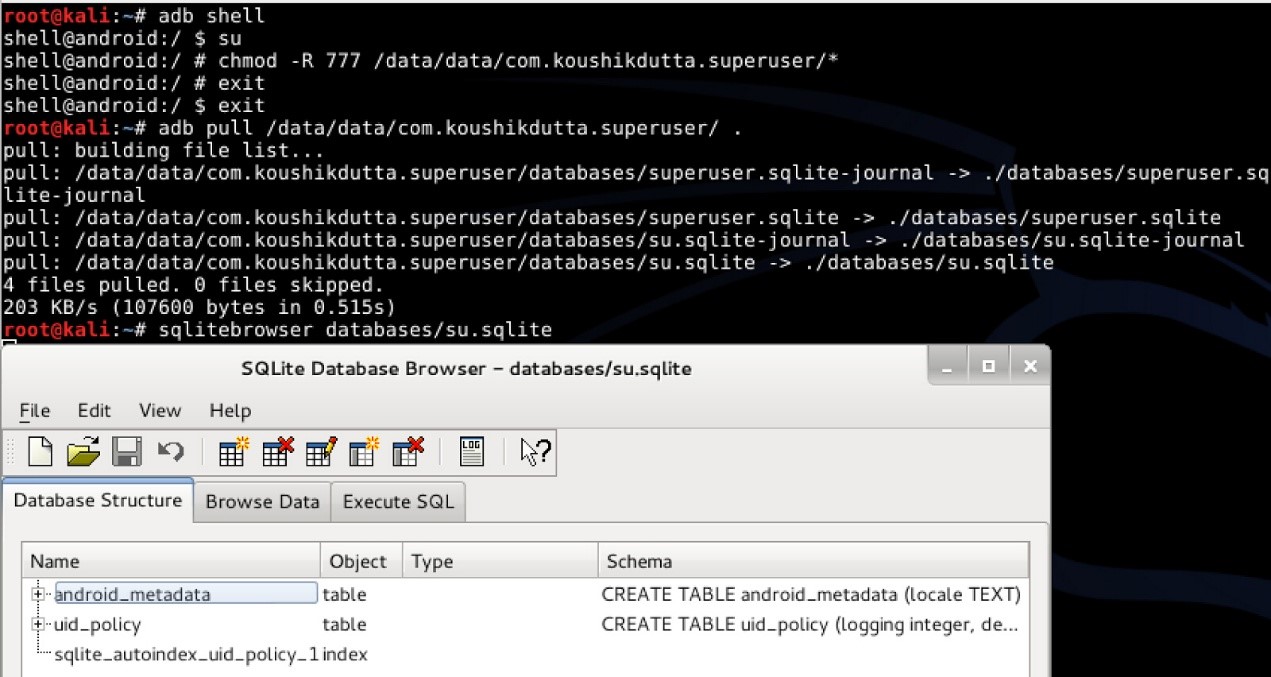 root@kali:~# adb shell
shell@android:/ $ su
shell@android:/ # chmod -R 777 /data/data/com.koushikdutta.superuser/*
shell@android:/ # exit
shell@android:/ $ exit
root@kali:~# adb pull /data/data/com.koushikdutta.superuser/ .
pull: building file list...
pull: /data/data/com.koushikdutta.superuser/databases/superuser.sqlite-journal -> ./databases/superuser.sq
lite-journal
pull: /data/data/com.koushikdutta.superuser/databases/superuser.sqlite -> ./databases/superuser.sqlite
pull: /data/data/com.koushikdutta.superuser/databases/su.sqlite-journal -> ./databases/su.sqlite-journal
pull: /data/data/com.koushikdutta.superuser/databases/su.sqlite -> ./databases/su.sqlite
4 files pulled. 0 files skipped.
203 KB/s (107600 bytes in 0.515s)
root@kali:~# sqlitebrowser databases/su.sqlite
SQLite Database Browser – databases/su.sqlite
File Edit View Help
LOG
Database Structure Browse Data Execute SQL
Name Object Type Schema
android_metadata table CREATE TABLE android_metadata (locale TEXT)
uid_policy table CREATE TABLE uid_policy (logging integer, de...
sqlite_autoindex_uid_policy_1 index